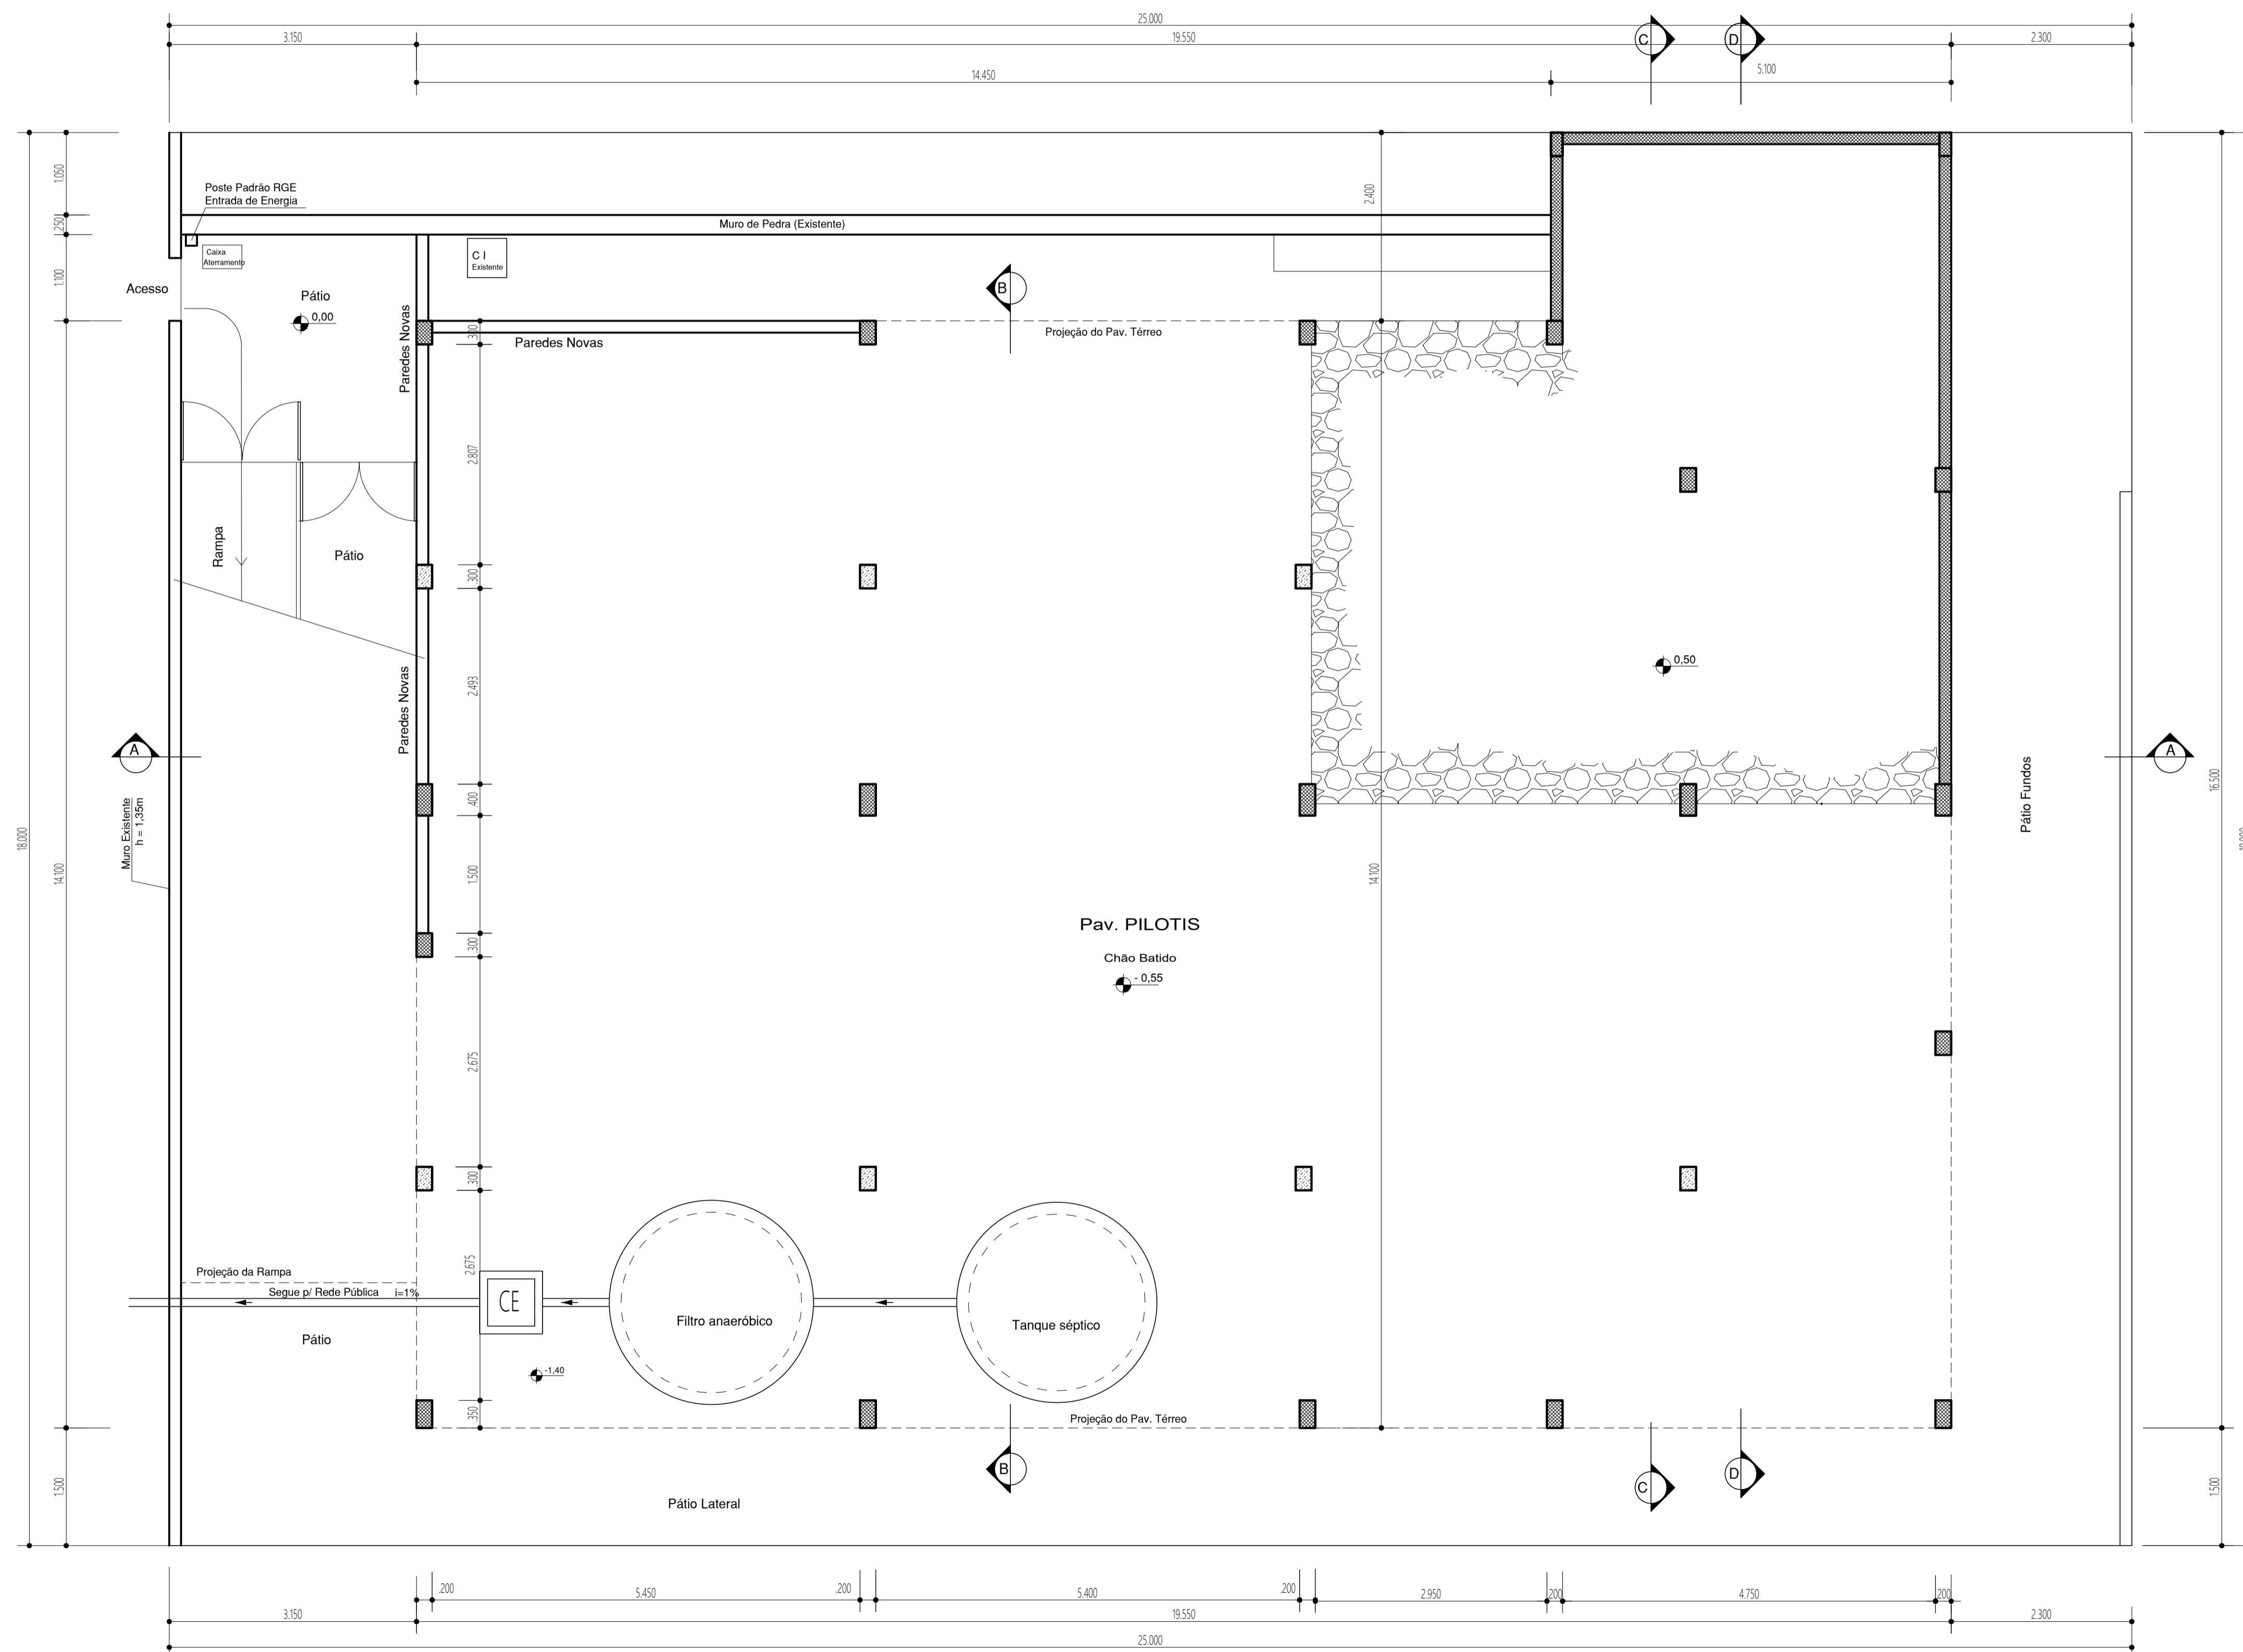 25.000
3.150
19.550
2.300
14.450
5.100
C
D
1.050
.250
1.100
14.100
1.500
18.000
Poste Padrão RGE
Entrada de Energia
Caixa
Aterramento
Muro de Pedra (Existente)
C I
Existente
2.400
Acesso
Pátio
0,00
Paredes Novas
Paredes Novas
B
Projeção do Pav. Térreo
.300
2.807
.300
2.493
.400
1.500
.300
2.675
.300
2.675
.350
Rampa
Pátio
Paredes Novas
0,50
A
A
Muro Existente
h = 1,35m
Pátio Fundos
16.500
1.500
14.100
Pav. PILOTIS
Chão Batido
- 0,55
Projeção da Rampa
Segue p/ Rede Pública i=1%
CE
Filtro anaeróbico
Tanque séptico
Pátio
-1,40
Projeção do Pav. Térreo
B
C
D
Pátio Lateral
.200
5.450
.200
5.400
.200
2.950
.200
4.750
.200
3.150
19.550
2.300
25.000